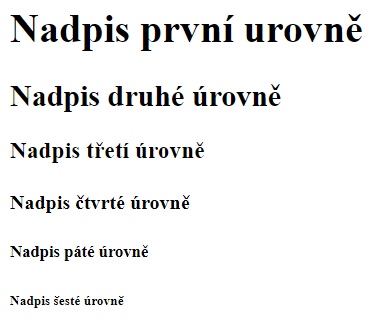 Nadpis první urovně
Nadpis druhé úrovně
Nadpis třetí úrovně
Nadpis čtvrté úrovně
Nadpis páté úrovně
Nadpis šesté úrovně